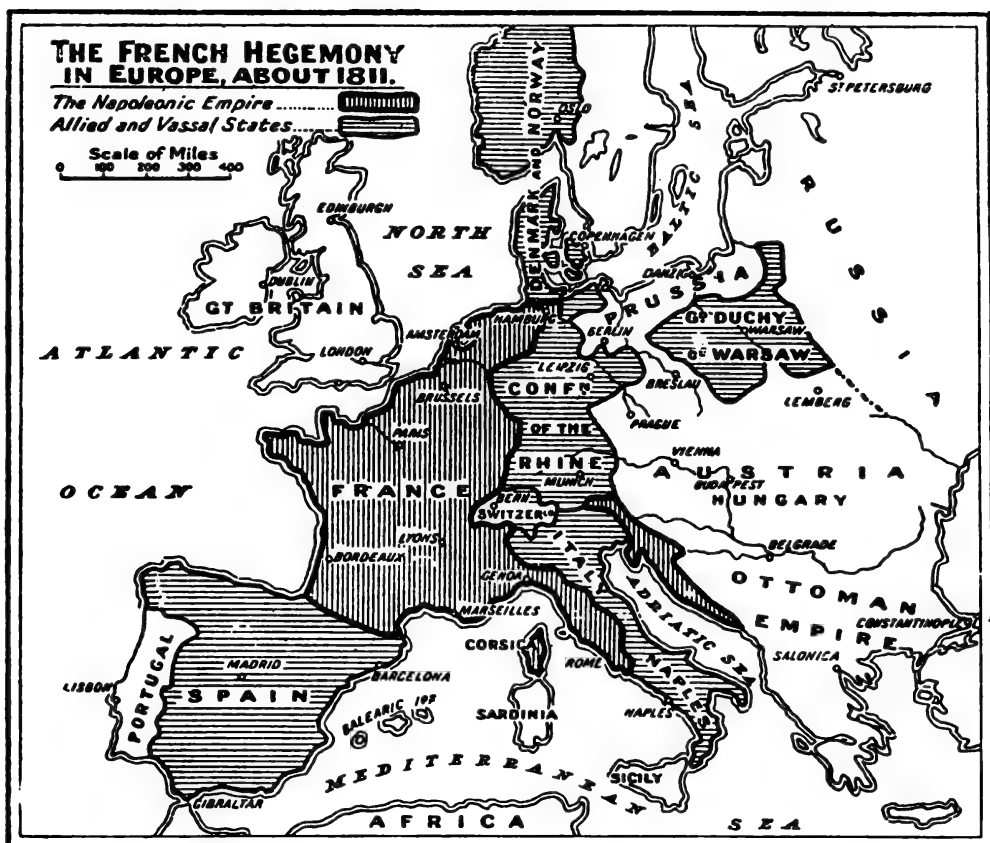 THE FRENCH HEGEMONY
IN EUROPE, ABOUT 1811.
The Napoleonic Empire
Allied and Vassal States
Scale of Miles
0 100 200 300 400
ST PETERSBURG
OSLO
DENMARK AND NORWAY
BALTIC SEA
RUSSIA
EDINBURGH
NORTH
SEA
COPENHAGEN
DUBLIN
GT BRITAIN
DANZIG
PRUSSIA
HAMBURG
GD DUCHY
WARSAW
OF WARSAW
AMSTERDAM
BERLIN
ATLANTIC
LONDON
LEIPZIG
BRESLAU
BRUSSELS
CONFN
OF THE
RHINE
LEMBERG
PRAGUE
PARIS
VIENNA
AUSTRIA
MUNICH
BUDAPEST
HUNGARY
OCEAN
FRANCE
BERN
SWITZERLD
LYONS
ITALY
BORDEAUX
BELGRADE
GENOA
OTTOMAN
EMPIRE
ADRIATIC SEA
MARSEILLES
CONSTANTINOPLE
CORSICA
ROME
SALONICA
PORTUGAL
MADRID
SPAIN
BARCELONA
LISBON
NAPLES
NAPLES
BALEARIC IDS
SARDINIA
MEDITERRANEAN
SICILY
GIBRALTAR
AFRICA
SEA